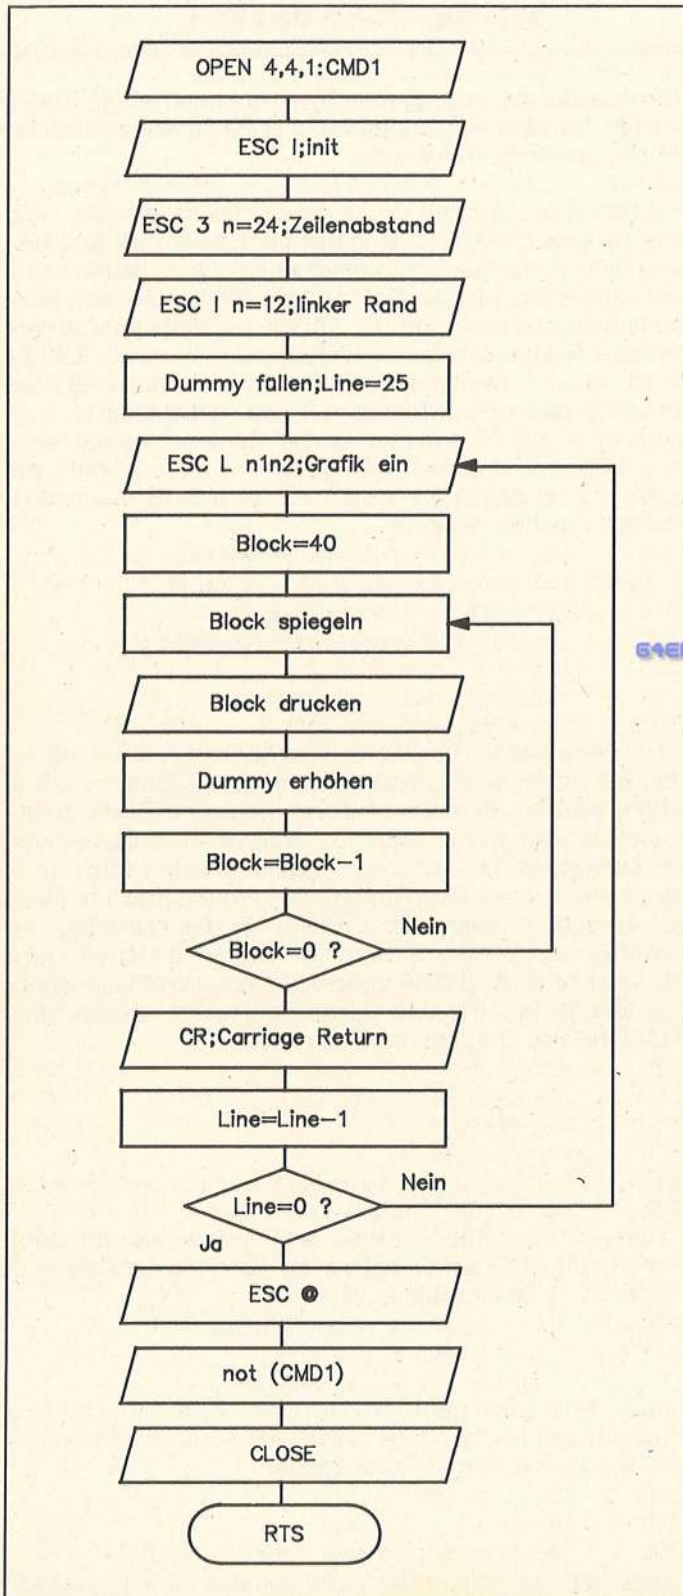 OPEN 4,4,1:CMD1
ESC I;init
ESC 3 n=24;Zeilenabstand
ESC l n=12;linker Rand
Dummy füllen;Line=25
ESC L n1n2;Grafik ein
Block=40
Block spiegeln
Block drucken
Dummy erhöhen
Block=Block-1
Block=0 ?
Nein
CR;Carriage Return
Line=Line-1
Line=0 ?
Nein
Ja
ESC @
not (CMD1)
CLOSE
RTS